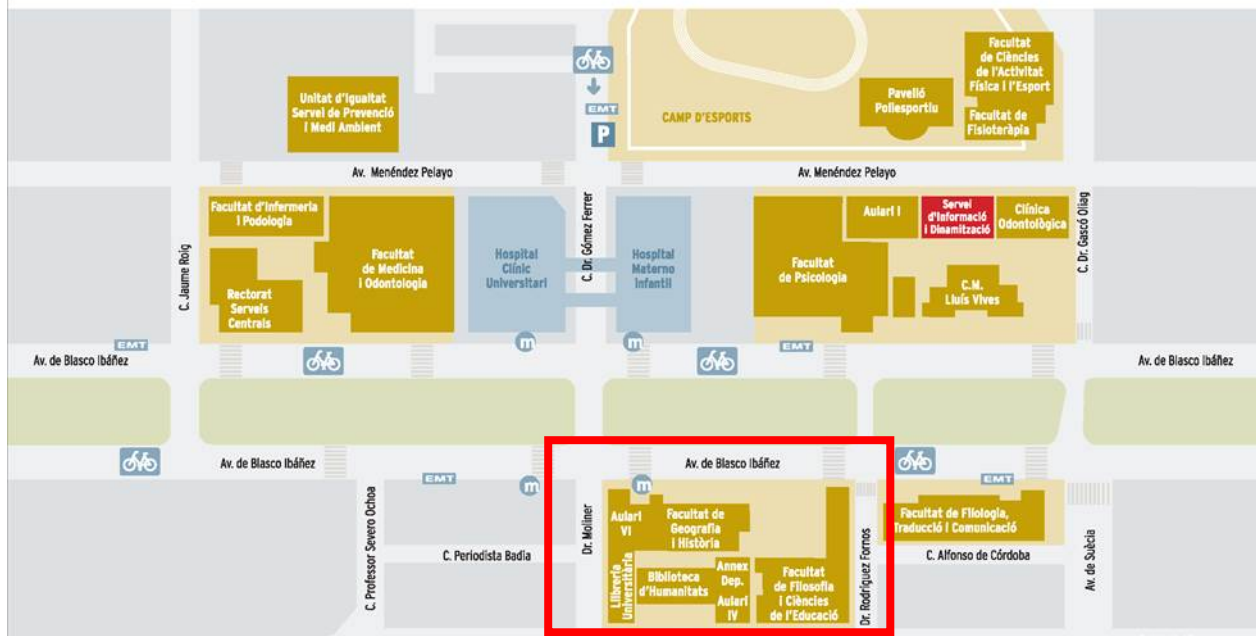 Unitat d'Igualtat
Servei de Prevenció
i Medi Ambient
EMT
P
CAMP D'ESPORTS
Pavelló
Poliesportiu
Facultat
de Ciències
de l'Activitat
Física i l'Esport
Facultat de
Fisioteràpia
Av. Menéndez Pelayo
Av. Menéndez Pelayo
Facultat d'Infermeria
i Podologia
Facultat
de Medicina
i Odontologia
Rectorat
Serveis
Centrals
Hospital
Clínic
Universitari
C. Dr. Gómez Ferrer
Hospital
Materno
Infantil
Facultat
de Psicologia
Aulari I
Servei
d'Informació
i Dinamització
Clínica
Odontològica
C.M.
Lluís Vives
C. Jaume Roig
C. Dr. Gascó Oliag
EMT
m
m
EMT
Av. de Blasco Ibáñez
Av. de Blasco Ibáñez
Av. de Blasco Ibáñez
Av. de Blasco Ibáñez
EMT
m
m
EMT
C. Professor Severo Ochoa
C. Periodista Badia
Dr. Moliner
Aulari
VI
Facultat de
Geografia
i Història
Llibreria
Universitària
Biblioteca
d'Humanitats
Annex
Dep.
Aulari
IV
Facultat
de Filosofia
i Ciències
de l'Educació
Dr. Rodríguez Fornos
Facultat de Filologia,
Traducció i Comunicació
C. Alfonso de Córdoba
Av. de Suècia